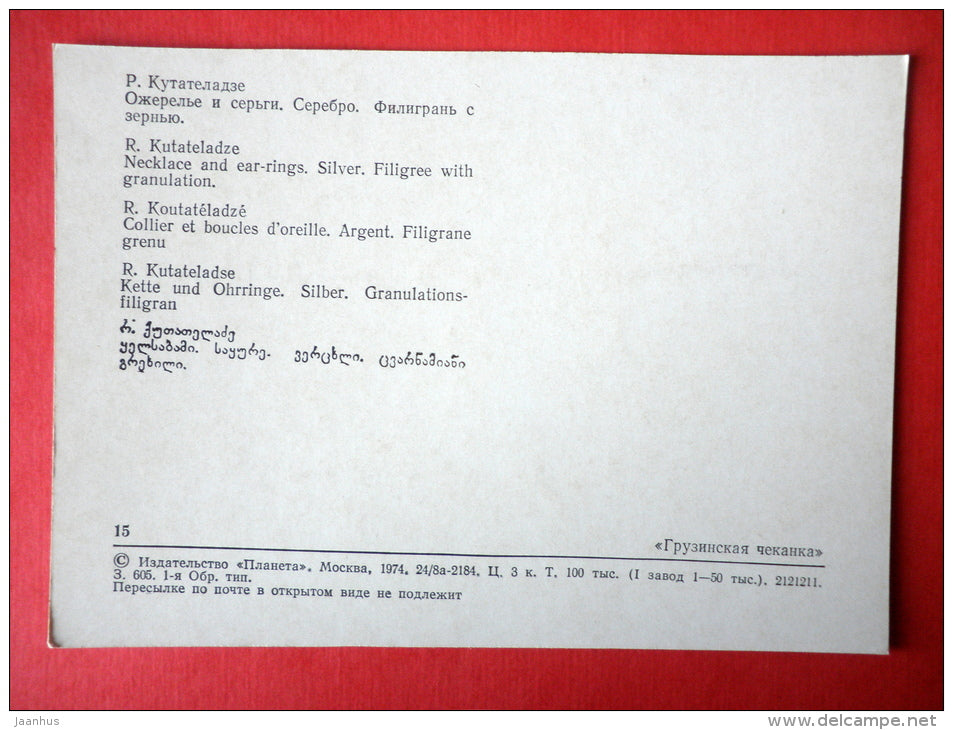 Р. Кутателадзе
Ожерелье и серьги. Серебро. Филигрань с
зернью.
R. Kutateladze
Necklace and ear-rings. Silver. Filigree with
granulation.
R. Koutatéladzé
Collier et boucles d'oreille. Argent. Filigrane
grenu
R. Kutateladse
Kette und Ohrringe. Silber. Granulations-
filigran
რ. ქუთათელაძე
ყელსაბამი. საყურე. ვერცხლი. ცვარნამიანი
გრეხილი.
15
«Грузинская чеканка»
© Издательство «Планета». Москва, 1974. 24/8а-2184. Ц. 3 к. Т. 100 тыс. (I завод 1—50 тыс.). 2121211.
З. 605. 1-я Обр. тип.
Пересылке по почте в открытом виде не подлежит
Jaanhus
www.delcampe.net